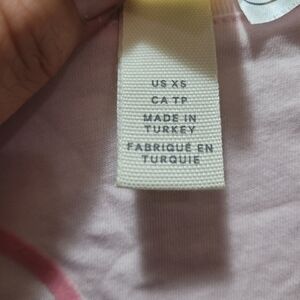 US XS
CA TP
MADE IN
TURKEY
FABRIQUÉ EN
TURQUIE